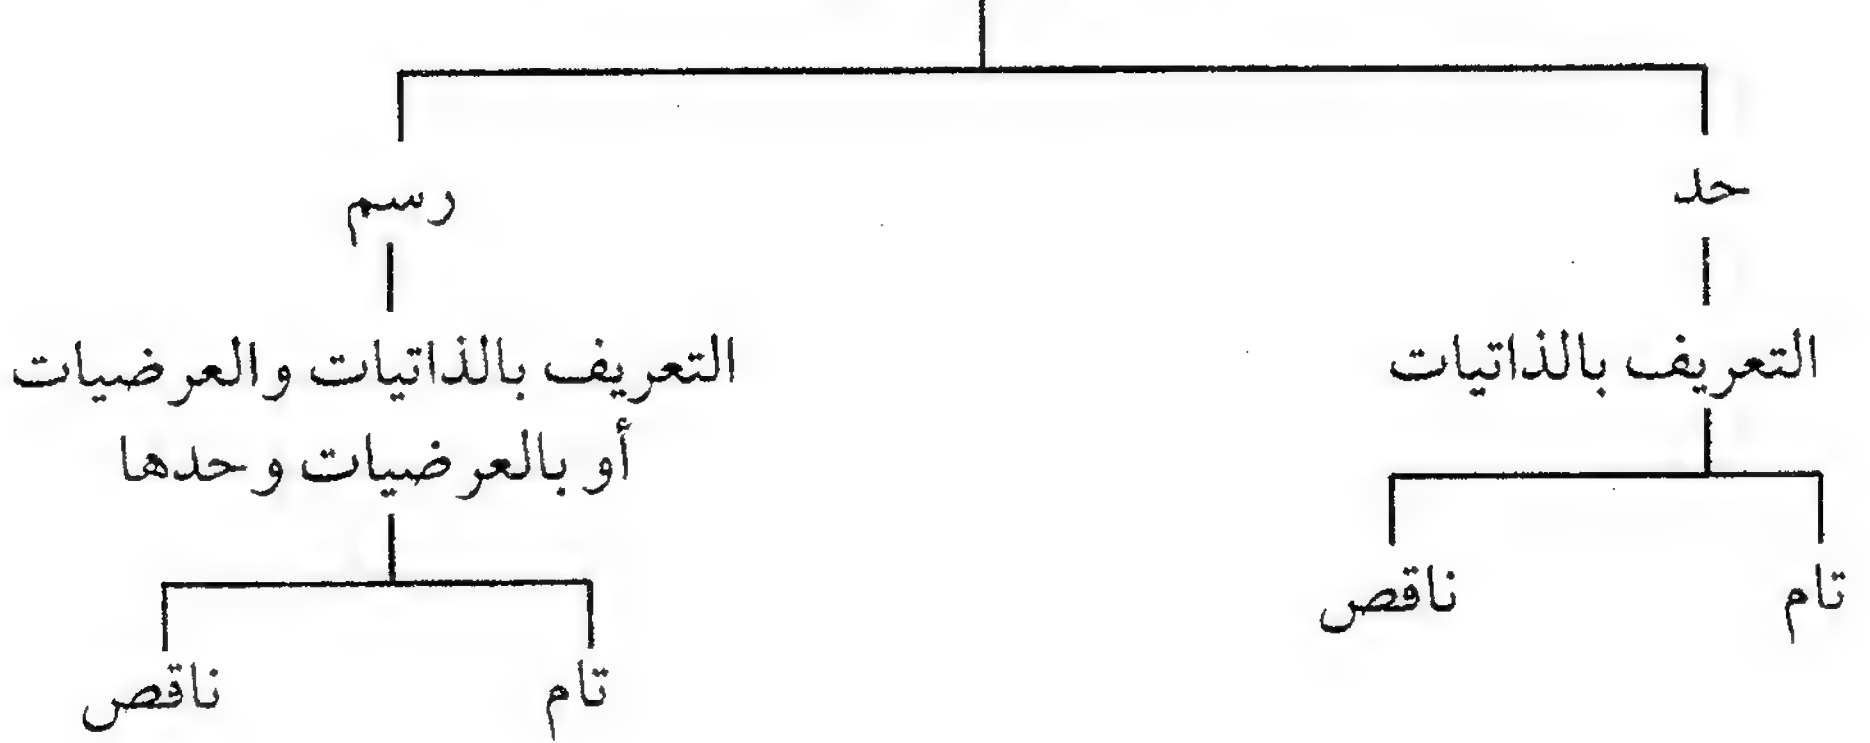 حد
رسم
التعريف بالذاتيات
التعريف بالذاتيات والعرضيات
أو بالعرضيات وحدها
تام
ناقص
تام
ناقص